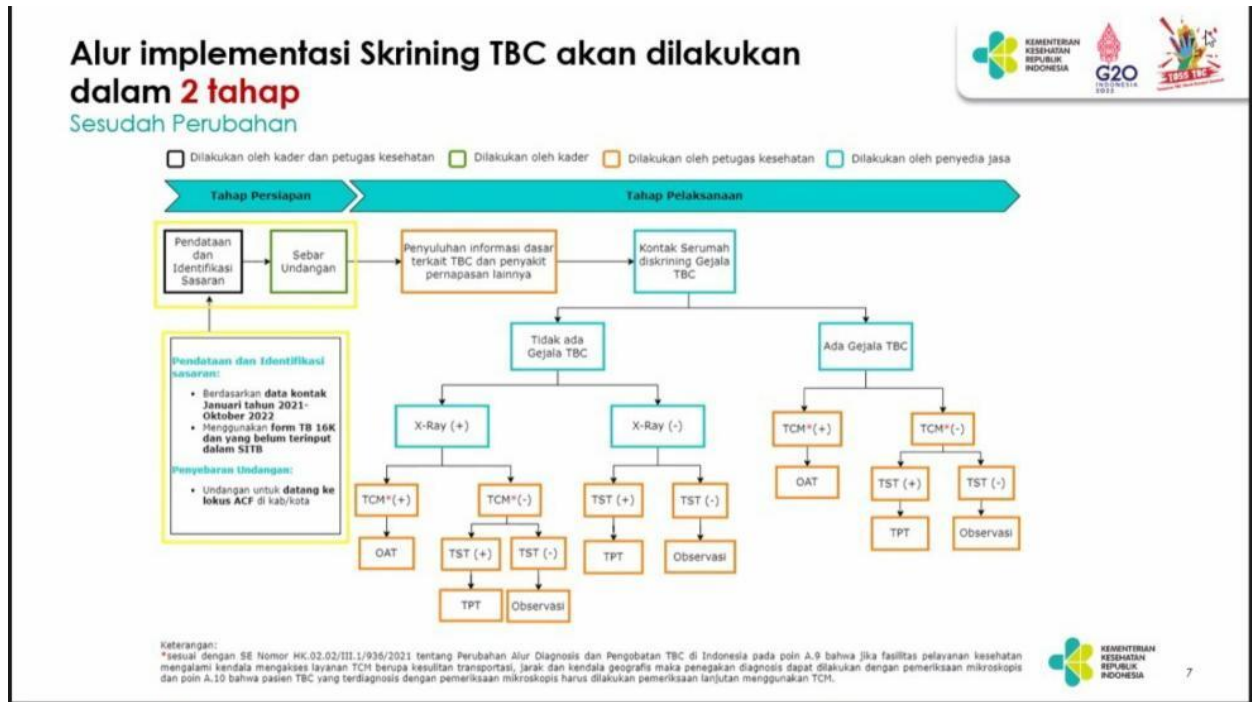 Alur implementasi Skrining TBC akan dilakukan
dalam 2 tahap
Sesudah Perubahan
KEMENTERIAN
KESEHATAN
REPUBLIK
INDONESIA
G20
INDONESIA
2022
TOSS TBC
Dilakukan oleh kader dan petugas kesehatan
Dilakukan oleh kader
Dilakukan oleh petugas kesehatan
Dilakukan oleh penyedia jasa
Tahap Persiapan
Tahap Pelaksanaan
Pendataan
dan
Identifikasi
Sasaran
Sebar
Undangan
Penyuluhan informasi dasar
terkait TBC dan penyakit
pernapasan lainnya
Kontak Serumah
diskrining Gejala
TBC
Tidak ada
Gejala TBC
Ada Gejala TBC
Pendataan dan Identifikasi
sasaran:
• Berdasarkan data kontak
Januari tahun 2021-
Oktober 2022
• Menggunakan form TB 16K
dan yang belum terinput
dalam SITB
Penyebaran Undangan:
• Undangan untuk datang ke
lokus ACF di kab/kota
X-Ray (+)
X-Ray (-)
TCM*(+)
TCM*(-)
TCM*(+)
TCM*(-)
TST (+)
TST (-)
OAT
TST (+)
TST (-)
OAT
TST (+)
TST (-)
TPT
Observasi
TPT
Observasi
TPT
Observasi
Keterangan:
*sesuai dengan SE Nomor HK.02.02/III.1/936/2021 tentang Perubahan Alur Diagnosis dan Pengobatan TBC di Indonesia pada poin A.9 bahwa jika fasilitas pelayanan kesehatan
mengalami kendala mengakses layanan TCM berupa kesulitan transportasi, jarak dan kendala geografis maka penegakan diagnosis dapat dilakukan dengan pemeriksaan mikroskopis
dan poin A.10 bahwa pasien TBC yang terdiagnosis dengan pemeriksaan mikroskopis harus dilakukan pemeriksaan lanjutan menggunakan TCM.
KEMENTERIAN
KESEHATAN
REPUBLIK
INDONESIA
7